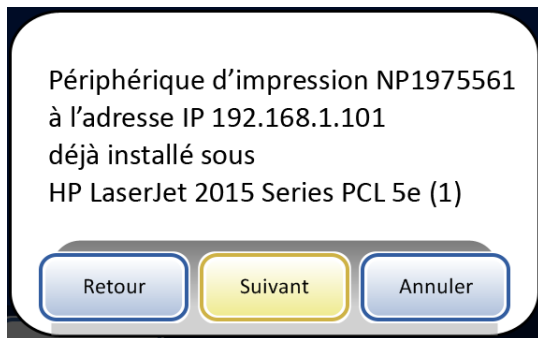 Périphérique d’impression NP1975561
à l’adresse IP 192.168.1.101
déjà installé sous
HP LaserJet 2015 Series PCL 5e (1)
Retour
Suivant
Annuler